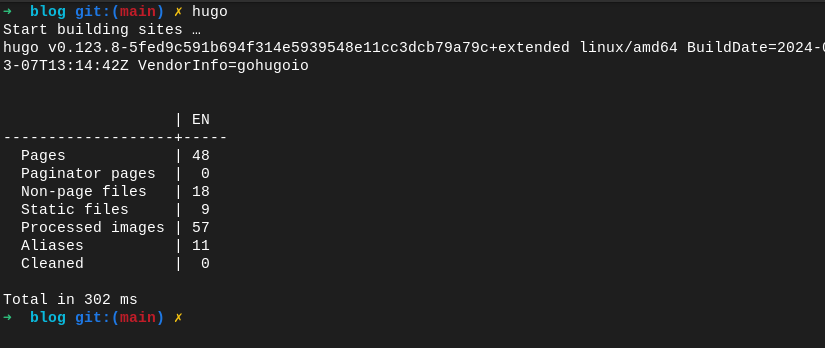 ➜  blog git:(main) ✗ hugo
Start building sites …
hugo v0.123.8-5fed9c591b694f314e5939548e11cc3dcb79a79c+extended linux/amd64 BuildDate=2024-0
3-07T13:14:42Z VendorInfo=gohugoio


                   | EN
-------------------+-----
  Pages            | 48
  Paginator pages  |  0
  Non-page files   | 18
  Static files     |  9
  Processed images | 57
  Aliases          | 11
  Cleaned          |  0

Total in 302 ms
➜  blog git:(main) ✗